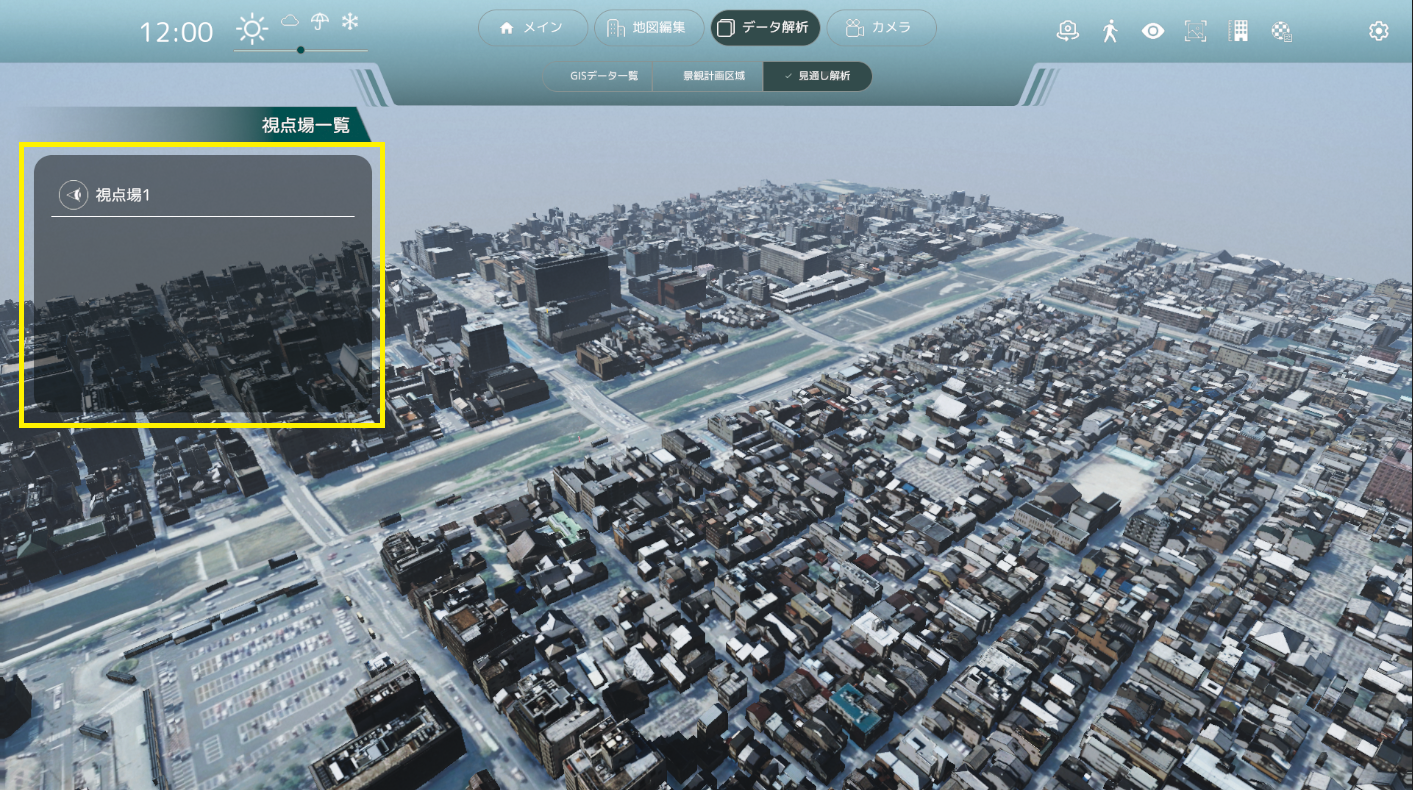 12:00
メイン
地図編集
データ解析
カメラ
GISデータ一覧
景観計画区域
✓ 見通し解析
視点場一覧
視点場1